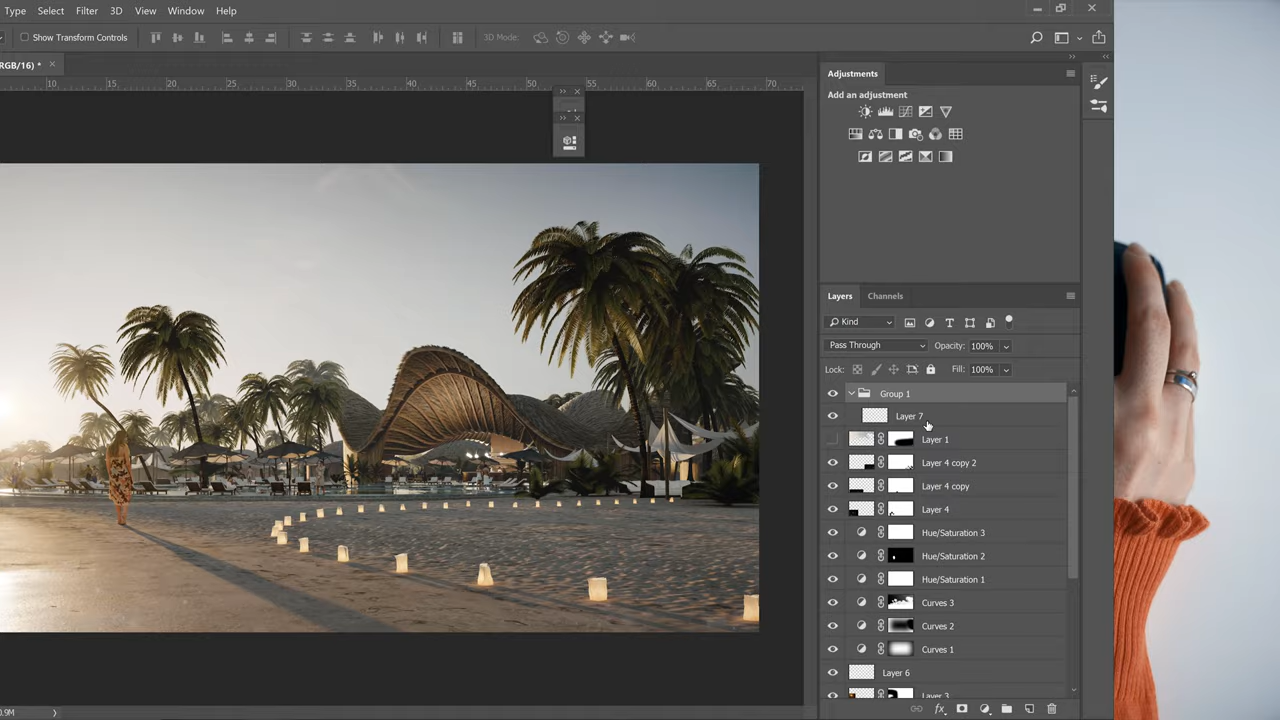 Type Select Filter 3D View Window Help
Show Transform Controls
3D Mode:
RGB/16) *
10 15 20 25 30 35 40 45 50 55 60 65 70
Adjustments
Add an adjustment
Layers Channels
Kind
Pass Through Opacity: 100%
Lock: Fill: 100%
Group 1
Layer 7
Layer 1
Layer 4 copy 2
Layer 4 copy
Layer 4
Hue/Saturation 3
Hue/Saturation 2
Hue/Saturation 1
Curves 3
Curves 2
Curves 1
Layer 6
Layer 3
0.9M
fx